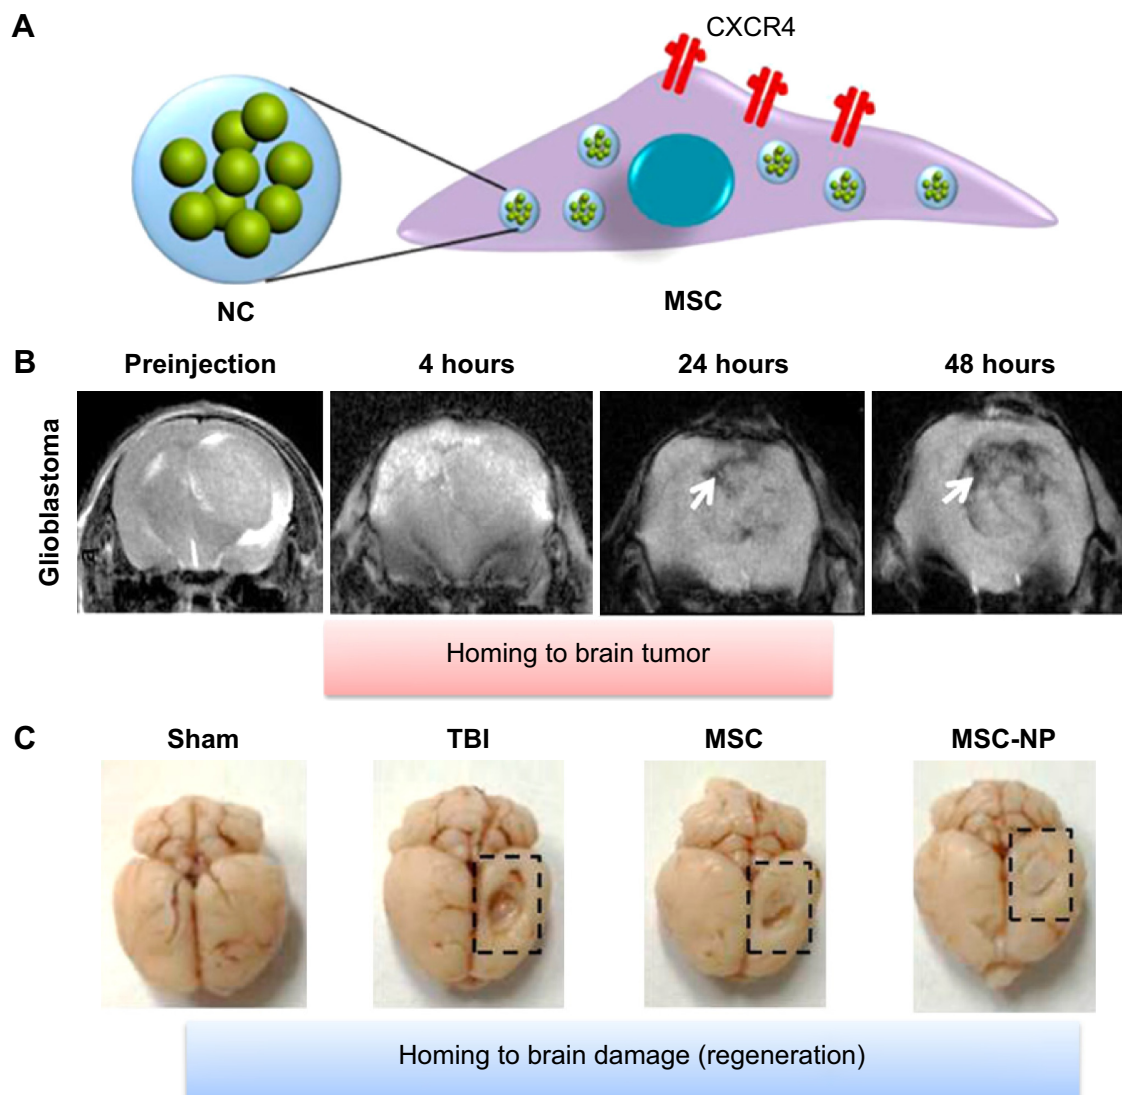 A
CXCR4
NC
MSC
B
Preinjection
4 hours
24 hours
48 hours
Glioblastoma
Homing to brain tumor
C
Sham
TBI
MSC
MSC-NP
Homing to brain damage (regeneration)